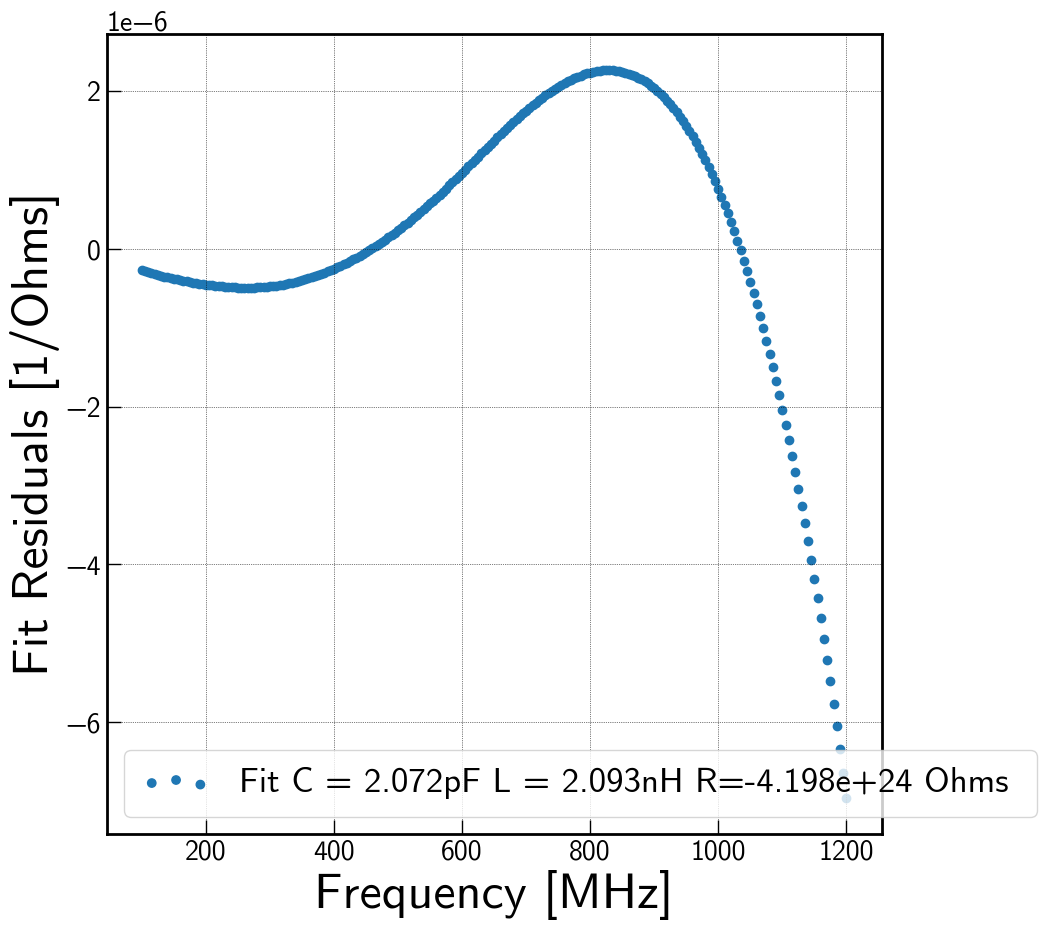 1e−6
2
0
−2
−4
−6
Fit Residuals [1/Ohms]
Fit C = 2.072pF L = 2.093nH R=-4.198e+24 Ohms
200 400 600 800 1000 1200
Frequency [MHz]